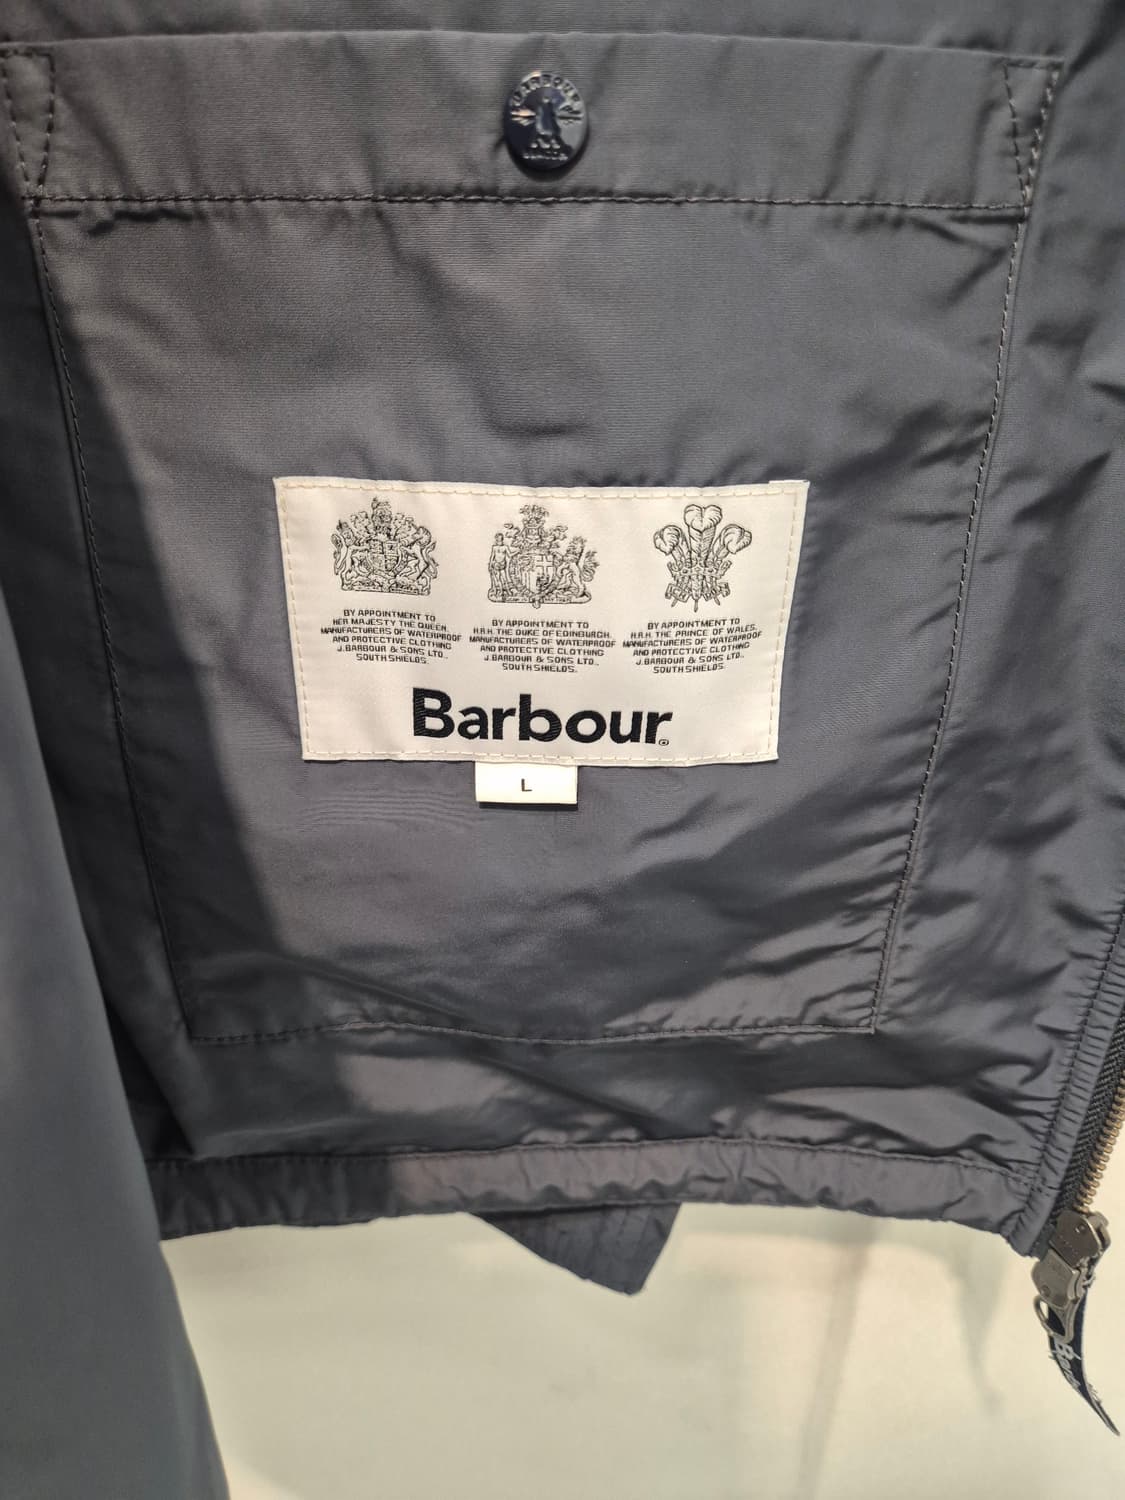 BARBOUR
BY APPOINTMENT TO
HER MAJESTY THE QUEEN,
MANUFACTURERS OF WATERPROOF
AND PROTECTIVE CLOTHING
J.BARBOUR & SONS LTD.,
SOUTH SHIELDS.
BY APPOINTMENT TO
H.R.H. THE DUKE OF EDINBURGH,
MANUFACTURERS OF WATERPROOF
AND PROTECTIVE CLOTHING
J.BARBOUR & SONS LTD.,
SOUTH SHIELDS.
BY APPOINTMENT TO
H.R.H. THE PRINCE OF WALES,
MANUFACTURERS OF WATERPROOF
AND PROTECTIVE CLOTHING
J.BARBOUR & SONS LTD.,
SOUTH SHIELDS.
Barbour®
L